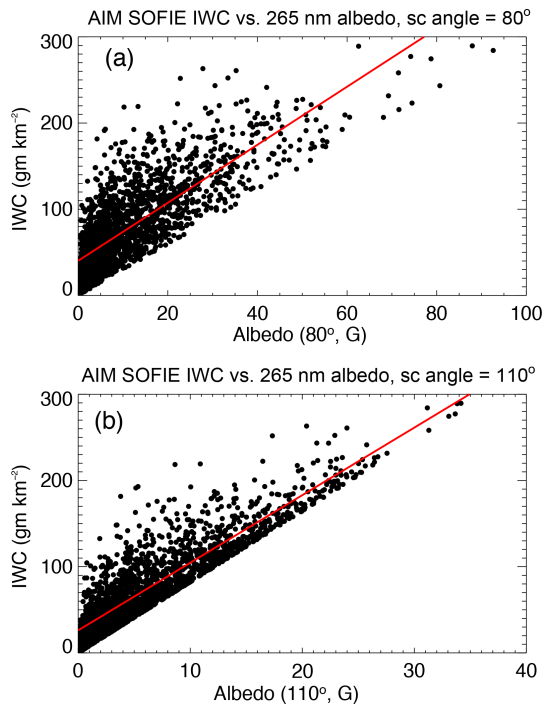 AIM SOFIE IWC vs. 265 nm albedo, sc angle = 80°
(a)
300
200
100
0
IWC (gm km⁻²)
0 20 40 60 80 100
Albedo (80°, G)
AIM SOFIE IWC vs. 265 nm albedo, sc angle = 110°
(b)
300
200
100
0
IWC (gm km⁻²)
0 10 20 30 40
Albedo (110°, G)